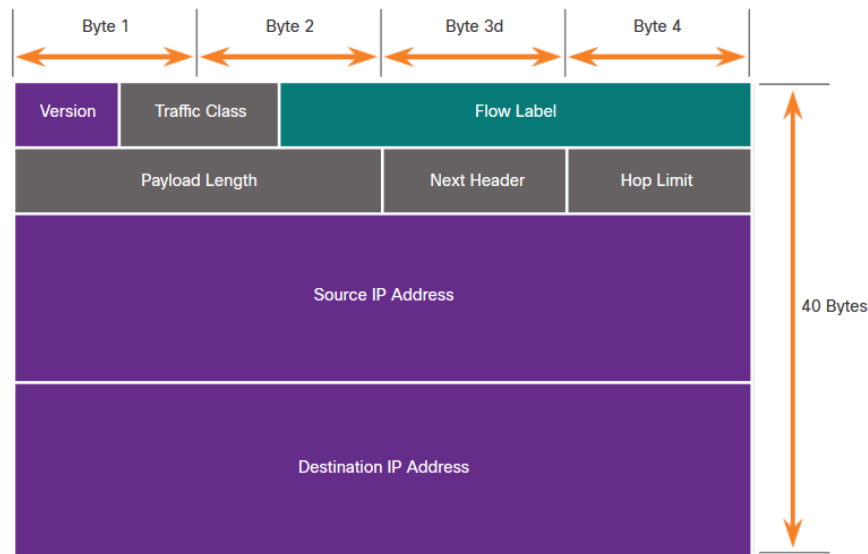 Byte 1
Byte 2
Byte 3d
Byte 4
Version
Traffic Class
Flow Label
Payload Length
Next Header
Hop Limit
Source IP Address
40 Bytes
Destination IP Address